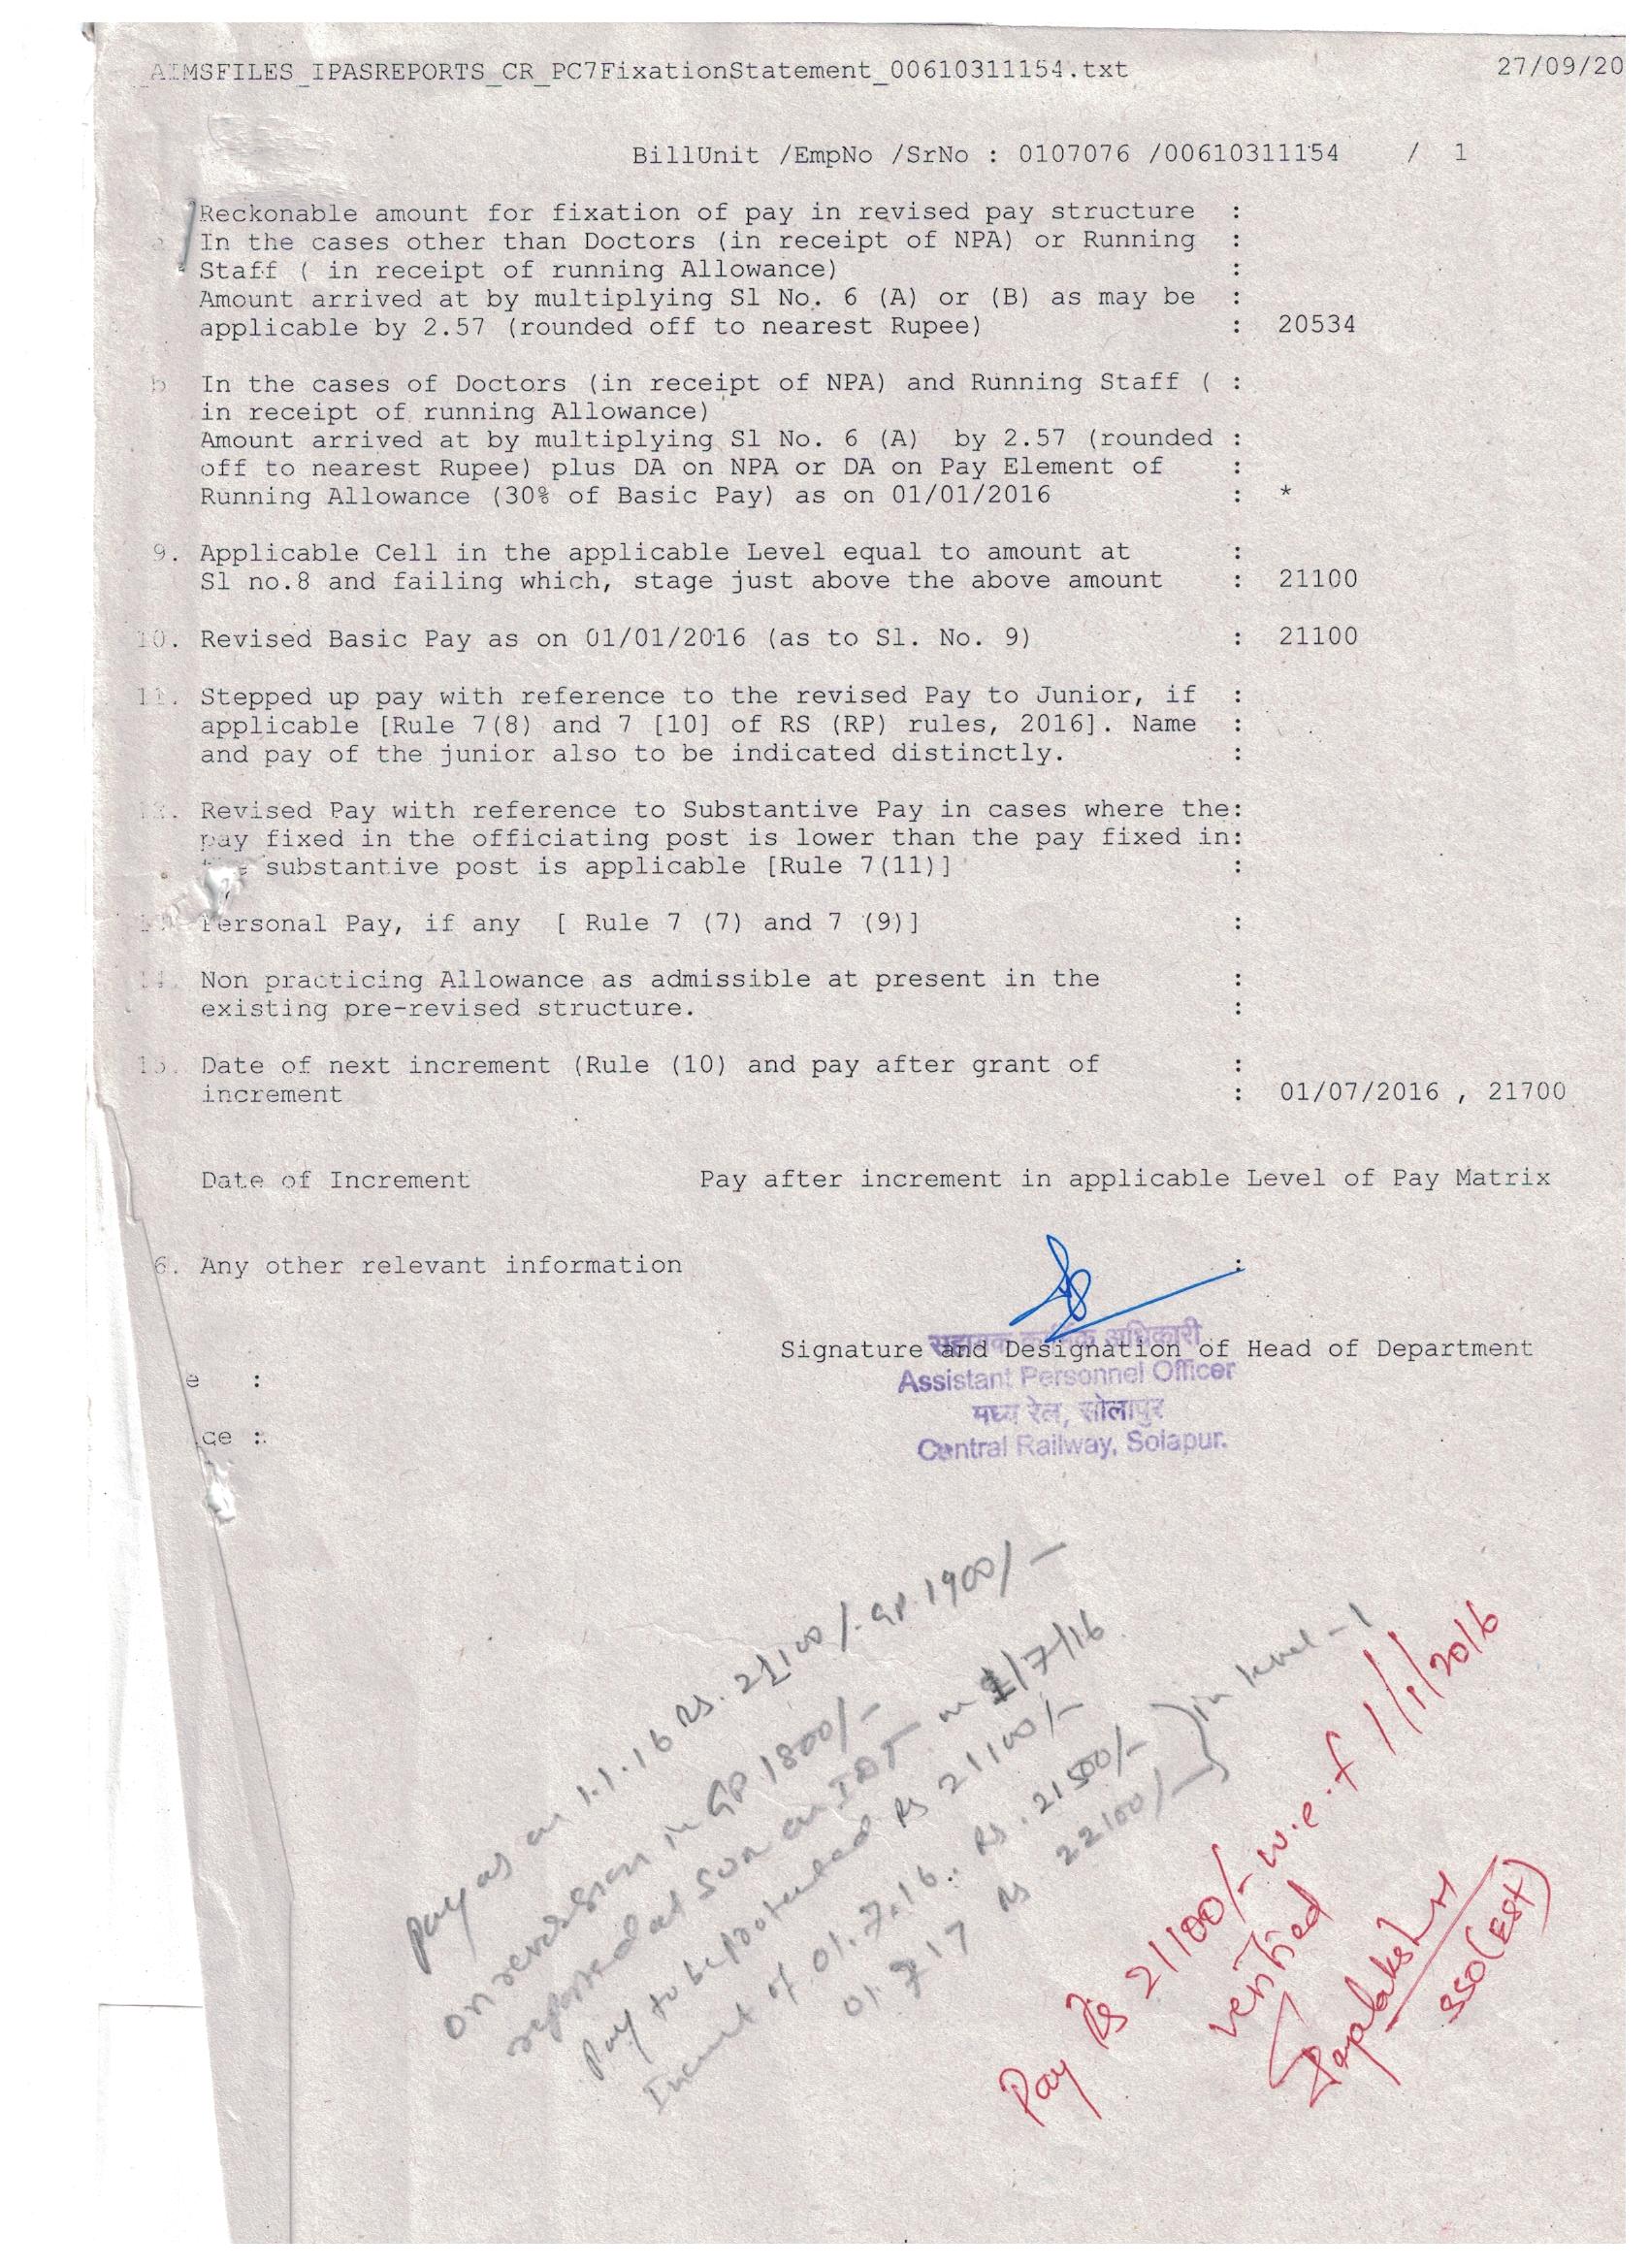 AIMSFILES_IPASREPORTS_CR_PC7FixationStatement_00610311154.txt 27/09/20
BillUnit /EmpNo /SrNo : 0107076 /00610311154 / 1
Reckonable amount for fixation of pay in revised pay structure :
In the cases other than Doctors (in receipt of NPA) or Running :
Staff ( in receipt of running Allowance) :
Amount arrived at by multiplying Sl No. 6 (A) or (B) as may be :
applicable by 2.57 (rounded off to nearest Rupee) : 20534
b In the cases of Doctors (in receipt of NPA) and Running Staff ( :
in receipt of running Allowance)
Amount arrived at by multiplying Sl No. 6 (A) by 2.57 (rounded :
off to nearest Rupee) plus DA on NPA or DA on Pay Element of :
Running Allowance (30% of Basic Pay) as on 01/01/2016 : *
9. Applicable Cell in the applicable Level equal to amount at :
Sl no.8 and failing which, stage just above the above amount : 21100
10. Revised Basic Pay as on 01/01/2016 (as to Sl. No. 9) : 21100
11. Stepped up pay with reference to the revised Pay to Junior, if :
applicable [Rule 7(8) and 7 [10] of RS (RP) rules, 2016]. Name :
and pay of the junior also to be indicated distinctly. :
12. Revised Pay with reference to Substantive Pay in cases where the:
pay fixed in the officiating post is lower than the pay fixed in:
substantive post is applicable [Rule 7(11)] :
Personal Pay, if any [ Rule 7 (7) and 7 (9)] :
14. Non practicing Allowance as admissible at present in the :
existing pre-revised structure. :
15. Date of next increment (Rule (10) and pay after grant of :
increment : 01/07/2016 , 21700
Date of Increment Pay after increment in applicable Level of Pay Matrix
6. Any other relevant information :
Signature and Designation of Head of Department
सहायक कार्मिक अधिकारी
Assistant Personnel Officer
मध्य रेल, सोलापुर
Central Railway, Solapur.
e :
ce :
Pay as on 1.1.16 Rs. 21100/- GP. 1900/-
on reversion in GP 1800/-
reported at SUR on IDT on 1/7/16
Pay to be protected Rs 21100/-
01.7.16 Rs. 21500/-
01.7.17 Rs 22100/- } in level-1
Pay Rs 21100/- w.e.f 1/1/2016
verified
SSO(Est)